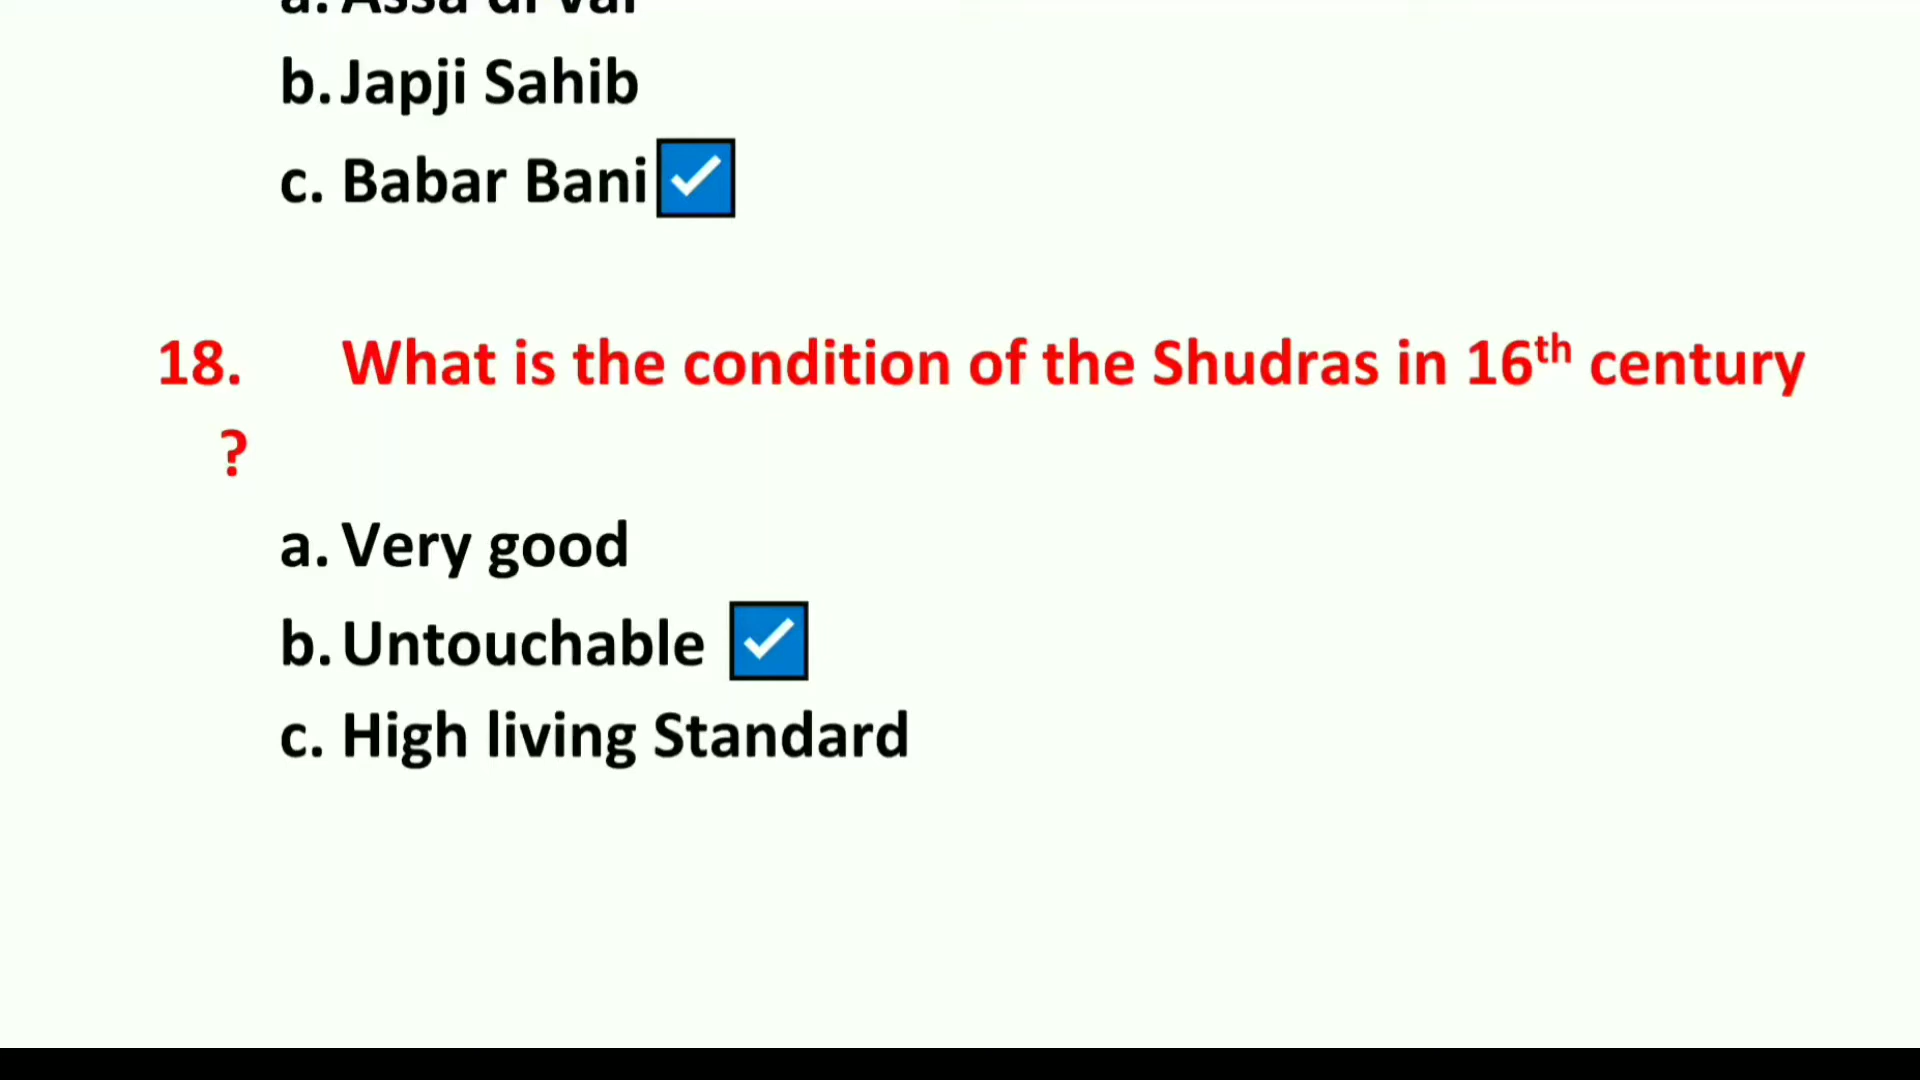 a. Assa di Var
b. Japji Sahib
c. Babar Bani
18. What is the condition of the Shudras in 16th century
?
a. Very good
b. Untouchable
c. High living Standard